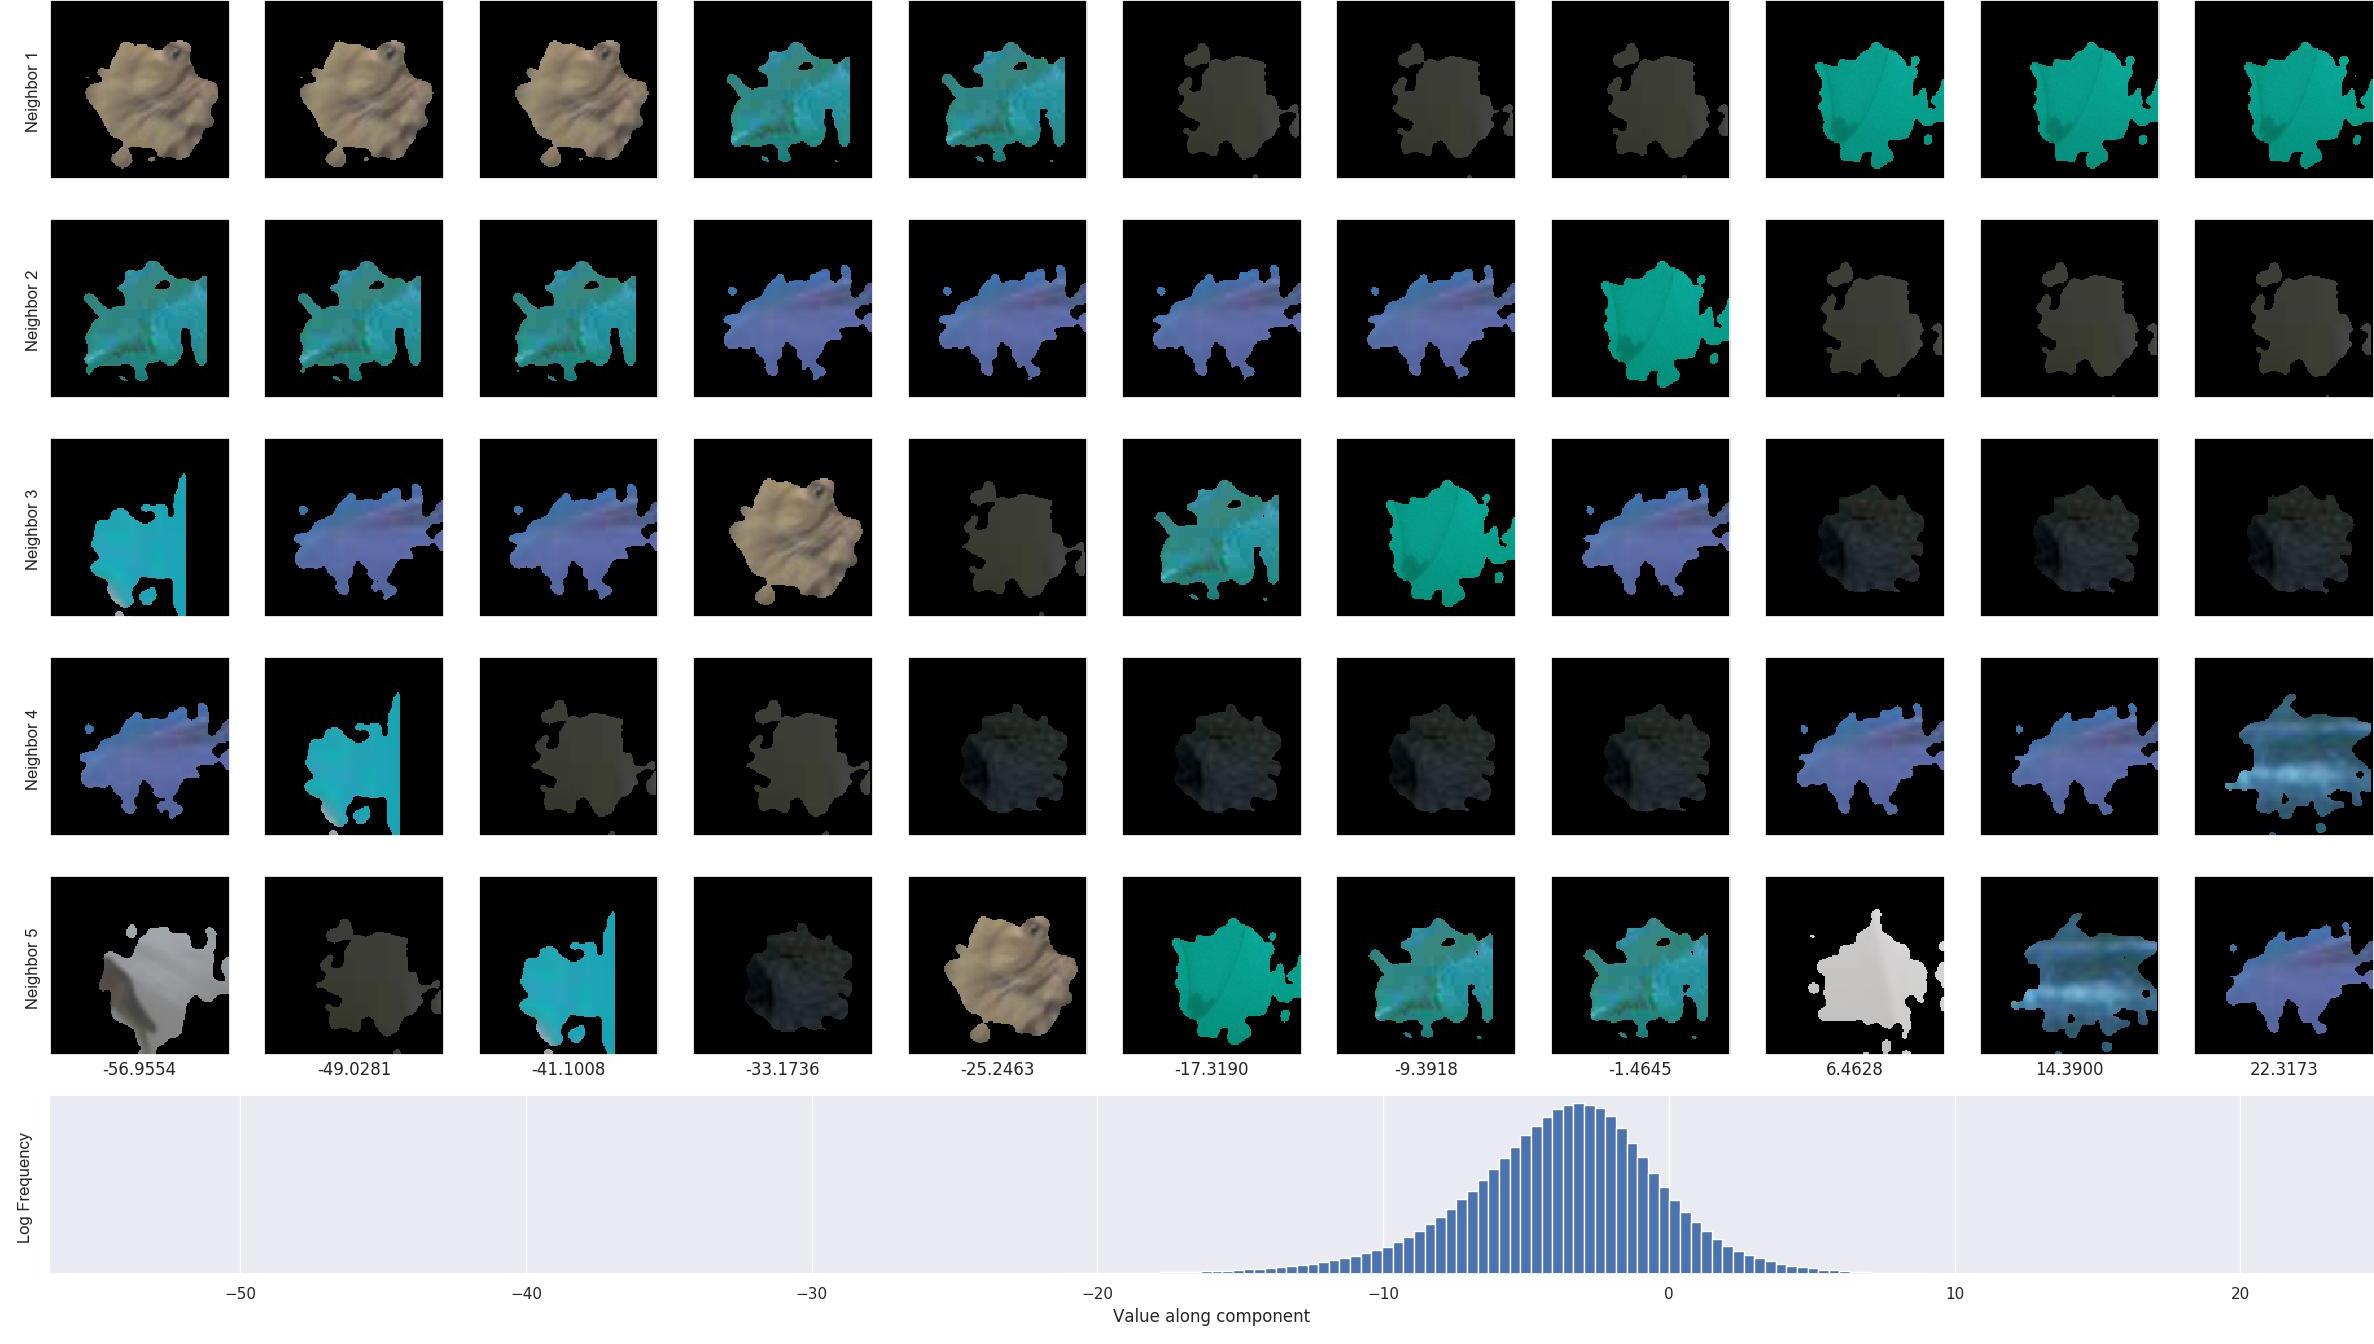 Neighbor 1
Neighbor 2
Neighbor 3
Neighbor 4
Neighbor 5
-56.9554 -49.0281 -41.1008 -33.1736 -25.2463 -17.3190 -9.3918 -1.4645 6.4628 14.3900 22.3173
Log Frequency
−50 −40 −30 −20 −10 0 10 20
Value along component